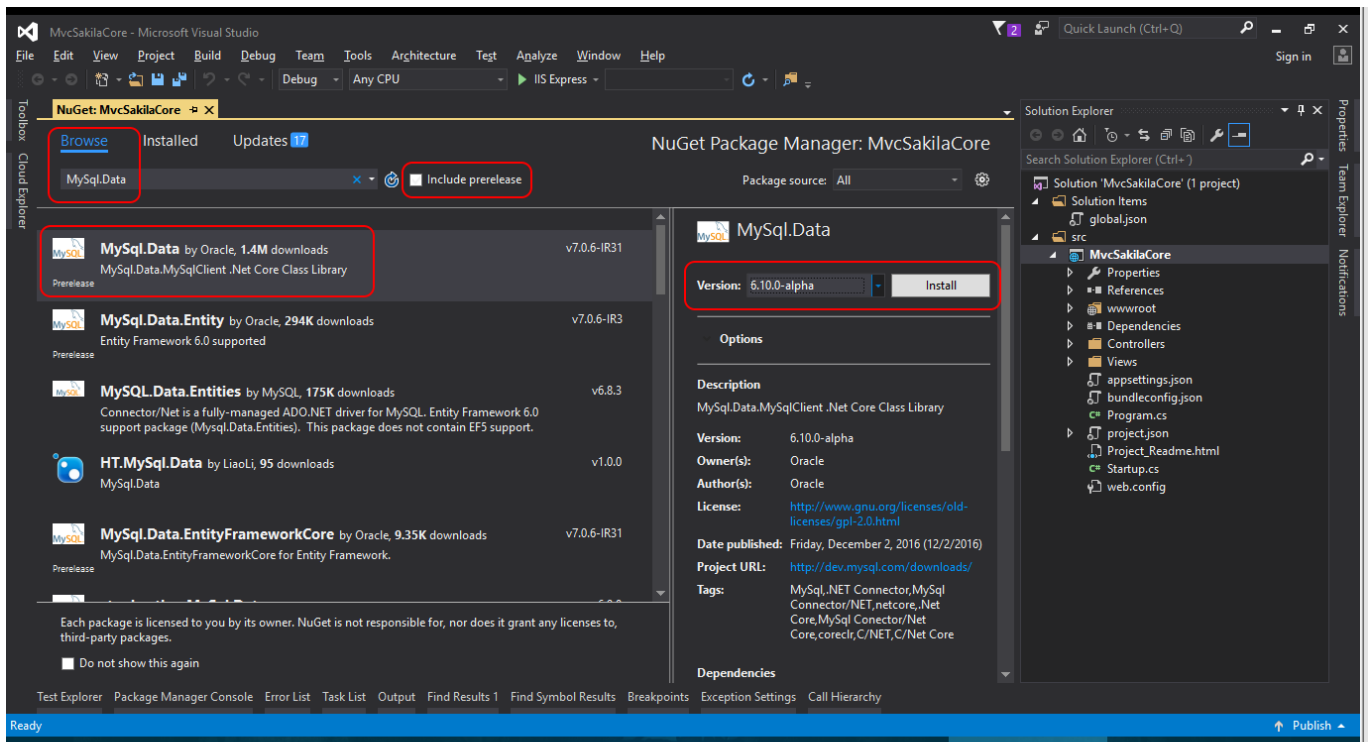 MvcSakilaCore - Microsoft Visual Studio
2
Quick Launch (Ctrl+Q)
File Edit View Project Build Debug Team Tools Architecture Test Analyze Window Help
Sign in
Debug Any CPU IIS Express
Toolbox
Cloud Explorer
NuGet: MvcSakilaCore
Browse Installed Updates 17
NuGet Package Manager: MvcSakilaCore
MySql.Data
Include prerelease
Package source: All
MySQL
MySql.Data by Oracle, 1.4M downloads v7.0.6-IR31
MySql.Data.MySqlClient .Net Core Class Library
Prerelease
MySQL
MySql.Data.Entity by Oracle, 294K downloads v7.0.6-IR3
Entity Framework 6.0 supported
Prerelease
MySQL
MySQL.Data.Entities by MySQL, 175K downloads v6.8.3
Connector/Net is a fully-managed ADO.NET driver for MySQL. Entity Framework 6.0
support package (Mysql.Data.Entities). This package does not contain EF5 support.
HT.MySql.Data by LiaoLi, 95 downloads v1.0.0
MySql.Data
MySQL
MySql.Data.EntityFrameworkCore by Oracle, 9.35K downloads v7.0.6-IR31
MySql.Data.EntityFrameworkCore for Entity Framework.
Prerelease
Each package is licensed to you by its owner. NuGet is not responsible for, nor does it grant any licenses to,
third-party packages.
Do not show this again
MySQL
MySql.Data
Version: 6.10.0-alpha Install
Options
Description
MySql.Data.MySqlClient .Net Core Class Library
Version: 6.10.0-alpha
Owner(s): Oracle
Author(s): Oracle
License: http://www.gnu.org/licenses/old-
licenses/gpl-2.0.html
Date published: Friday, December 2, 2016 (12/2/2016)
Project URL: http://dev.mysql.com/downloads/
Tags: MySql,.NET Connector,MySql
Connector/NET,netcore,.Net
Core,MySql Conector/Net
Core,coreclr,C/NET,C/Net Core
Dependencies
Solution Explorer
Search Solution Explorer (Ctrl+¨)
Solution 'MvcSakilaCore' (1 project)
Solution Items
global.json
src
MvcSakilaCore
Properties
References
wwwroot
Dependencies
Controllers
Views
appsettings.json
bundleconfig.json
C# Program.cs
project.json
Project_Readme.html
C# Startup.cs
web.config
Properties
Team Explorer
Notifications
Test Explorer Package Manager Console Error List Task List Output Find Results 1 Find Symbol Results Breakpoints Exception Settings Call Hierarchy
Ready
Publish